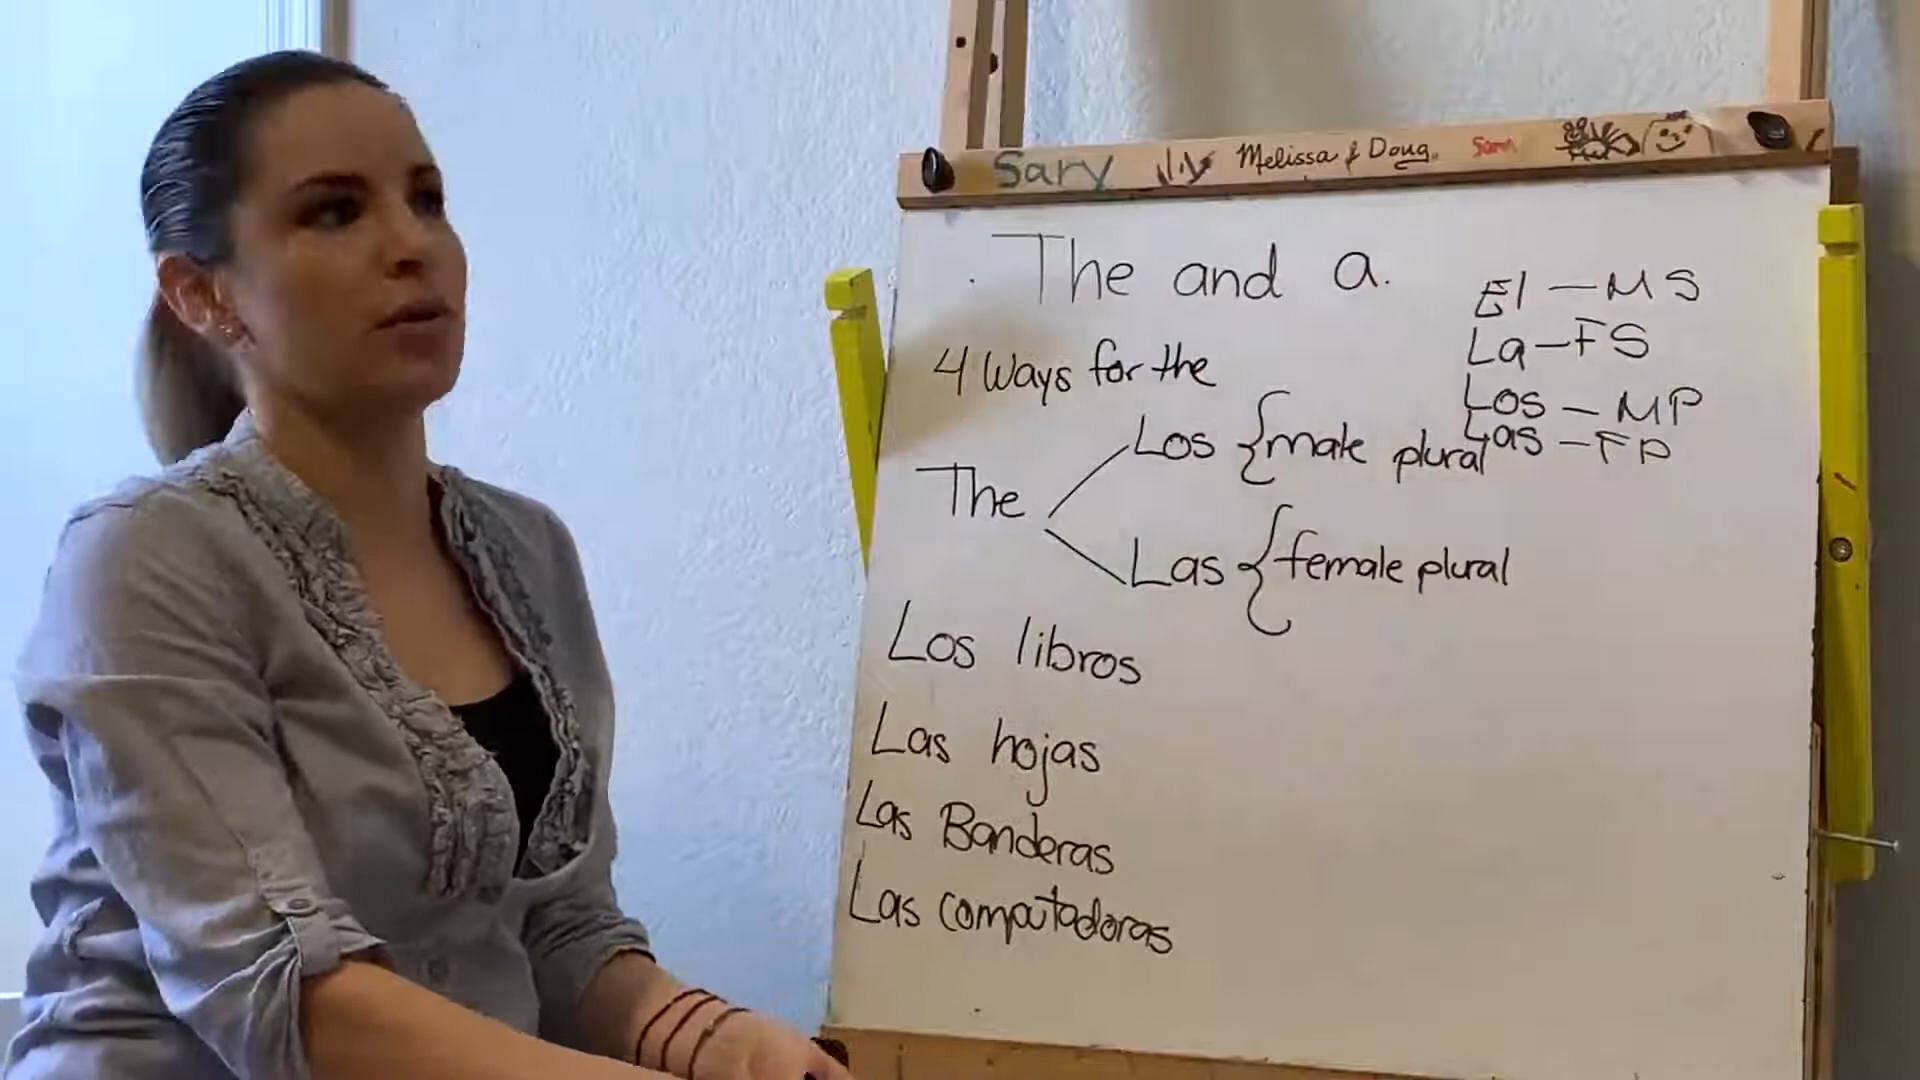 Sary Melissa & Doug. Sam
The and a.
4 Ways for the
El - MS
La - FS
Los - MP
Las - FP
The
Los { male plural
Las { female plural
Los libros
Las hojas
Las Banderas
Las computadoras